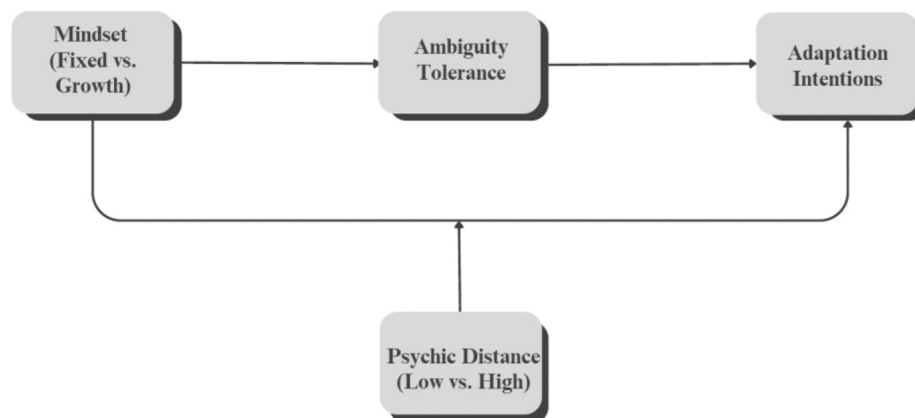 Mindset
(Fixed vs.
Growth)
Ambiguity
Tolerance
Adaptation
Intentions
Psychic Distance
(Low vs. High)